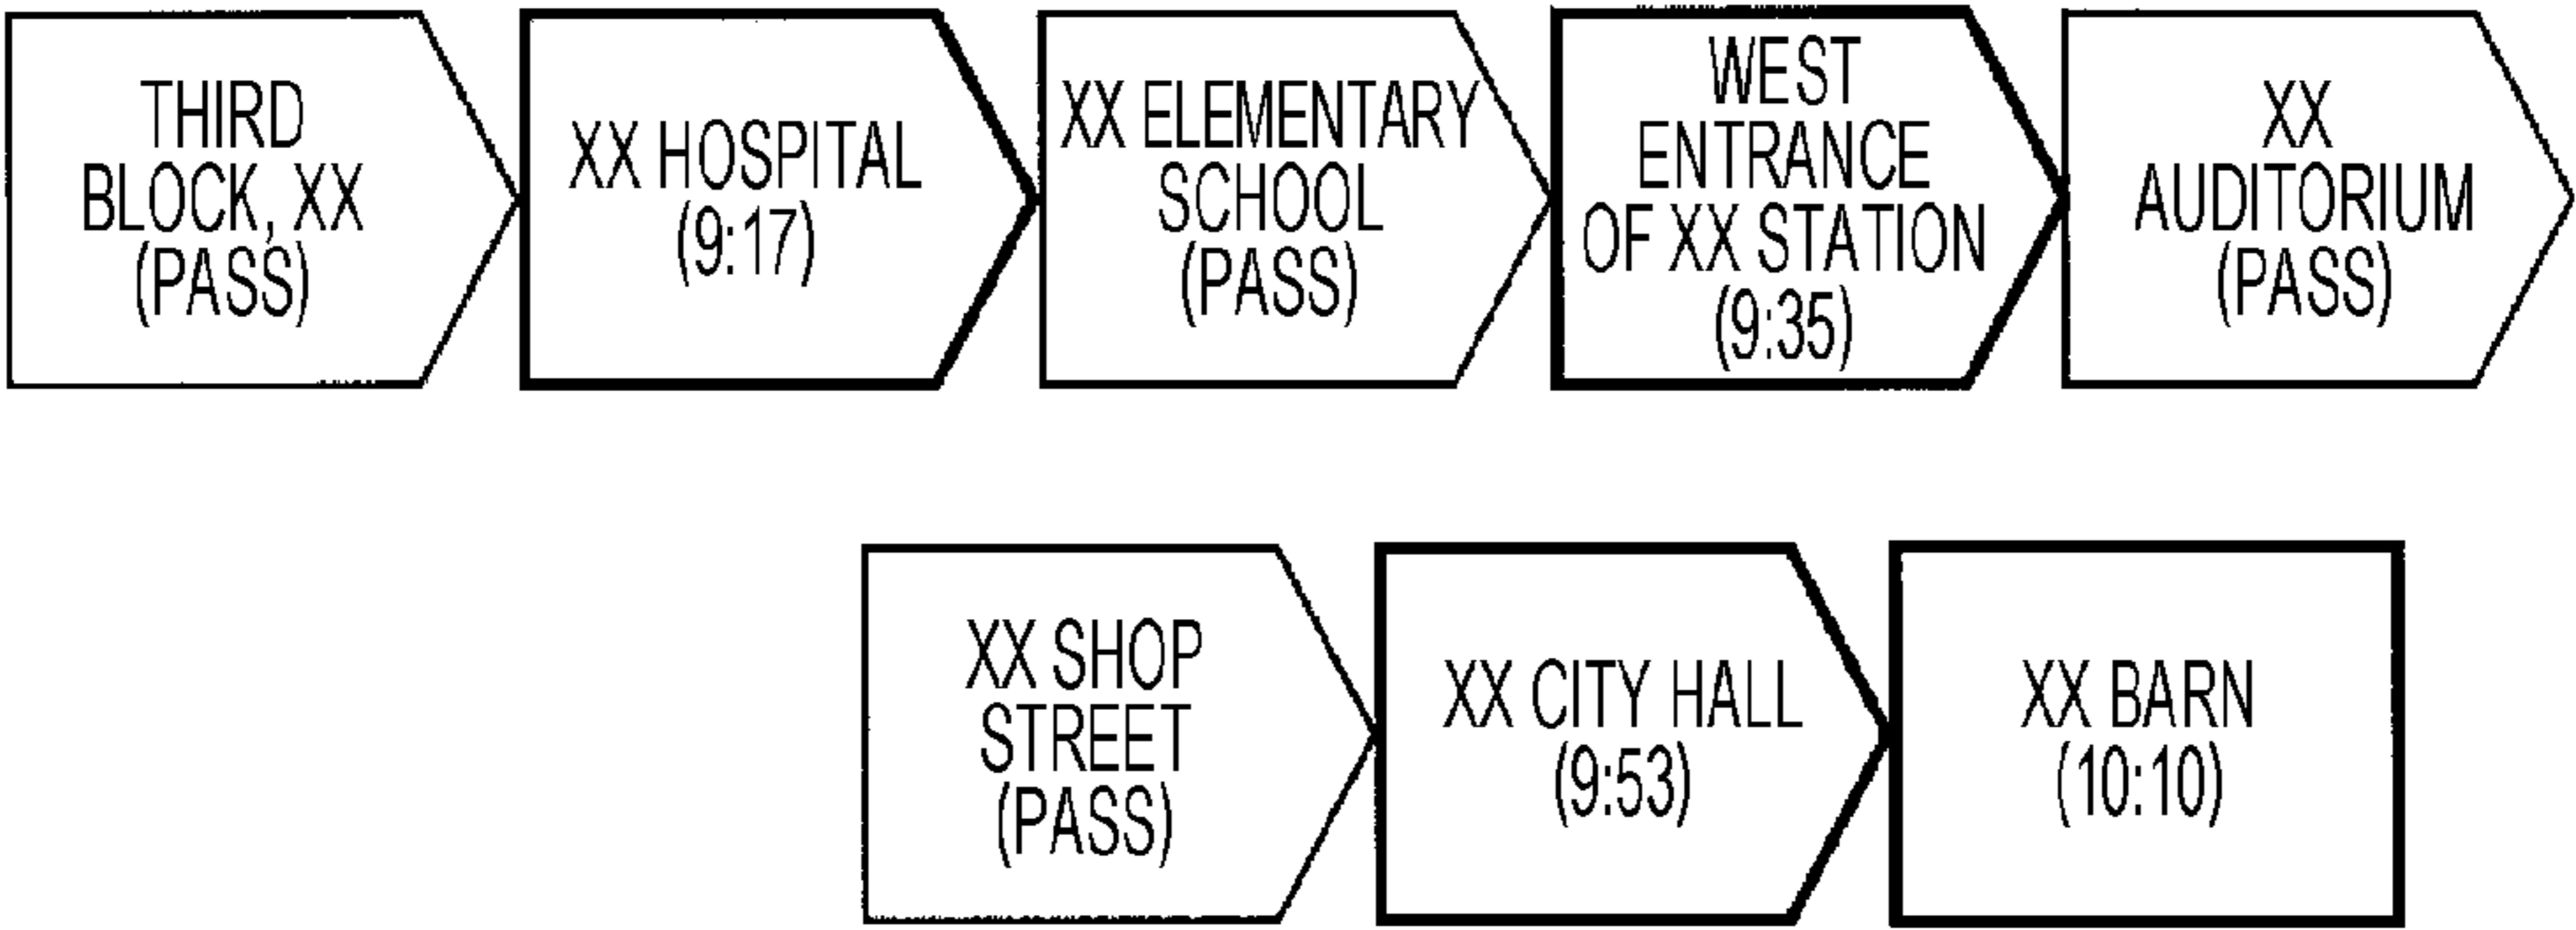 THIRD
BLOCK, XX
(PASS)
XX HOSPITAL
(9:17)
XX ELEMENTARY
SCHOOL
(PASS)
WEST
ENTRANCE
OF XX STATION
(9:35)
XX
AUDITORIUM
(PASS)
XX SHOP
STREET
(PASS)
XX CITY HALL
(9:53)
XX BARN
(10:10)